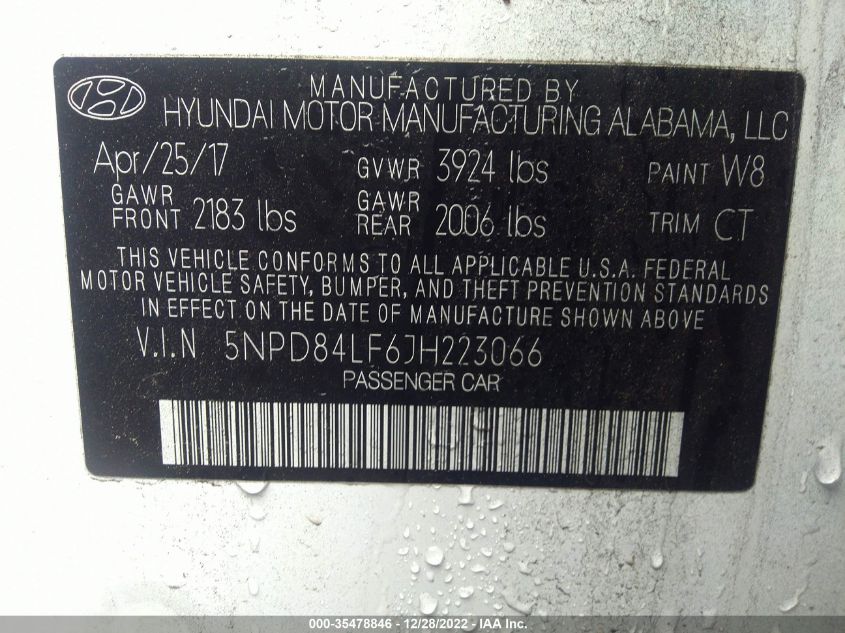 MANUFACTURED BY
HYUNDAI MOTOR MANUFACTURING ALABAMA, LLC
Apr/25/17 GVWR 3924 lbs PAINT W8
GAWR FRONT 2183 lbs GAWR REAR 2006 lbs TRIM CT
THIS VEHICLE CONFORMS TO ALL APPLICABLE U.S.A. FEDERAL
MOTOR VEHICLE SAFETY, BUMPER, AND THEFT PREVENTION STANDARDS
IN EFFECT ON THE DATE OF MANUFACTURE SHOWN ABOVE
V.I.N 5NPD84LF6JH223066
PASSENGER CAR
000-35478846 - 12/28/2022 - IAA Inc.